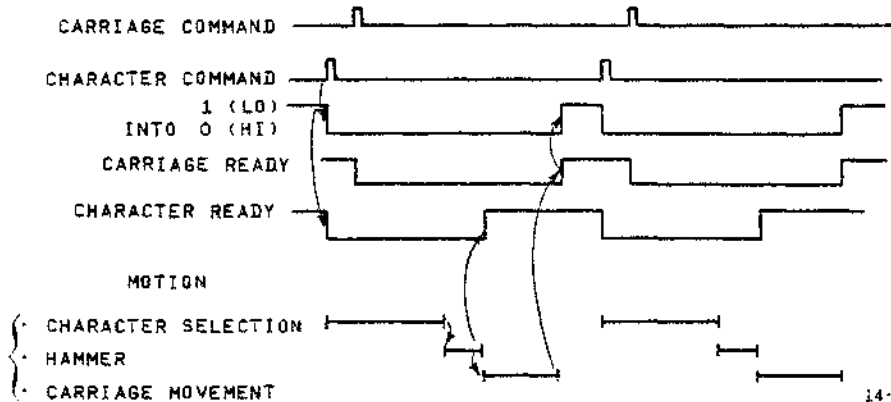 CARRIAGE COMMAND
CHARACTER COMMAND
1 (LO)
INTO 0 (HI)
CARRIAGE READY
CHARACTER READY
MOTION
· CHARACTER SELECTION
· HAMMER
· CARRIAGE MOVEMENT
14-